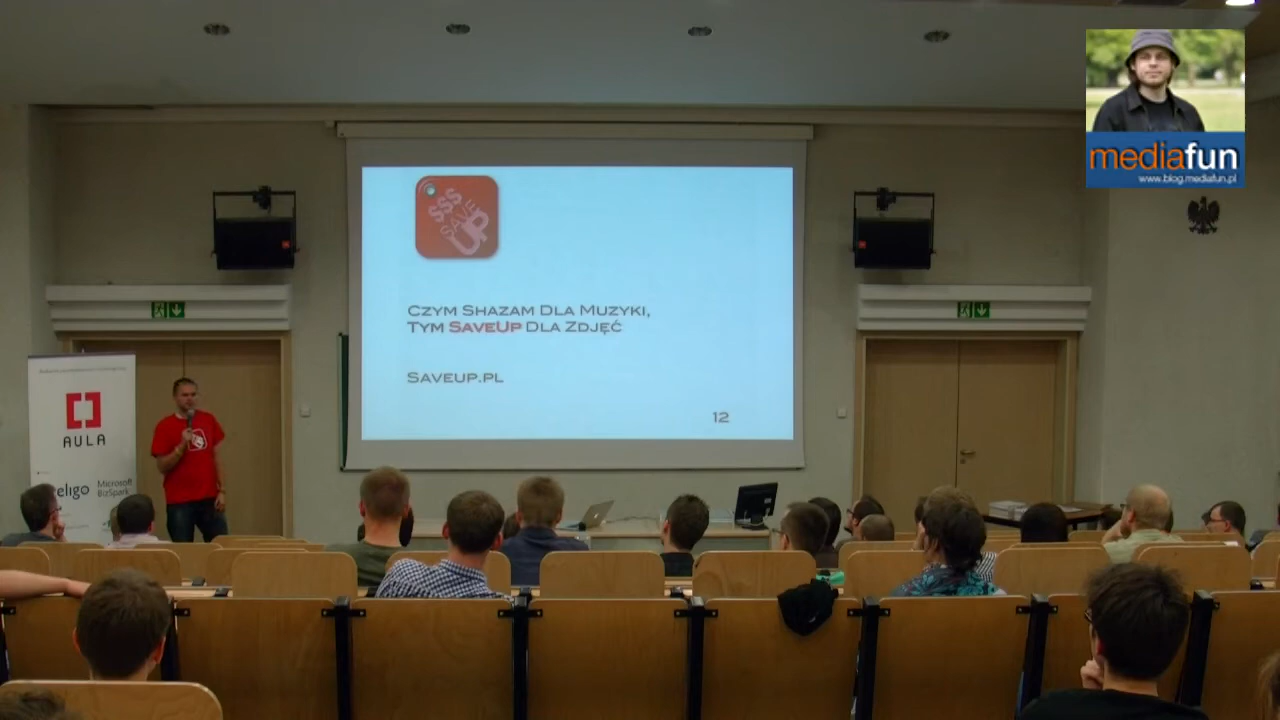 mediafun
www.blog.mediafun.pl
$$$
SAVE
UP
Czym Shazam Dla Muzyki,
Tym SaveUp Dla Zdjęć
Saveup.pl
12
AULA
eligo
Microsoft
BizSpark